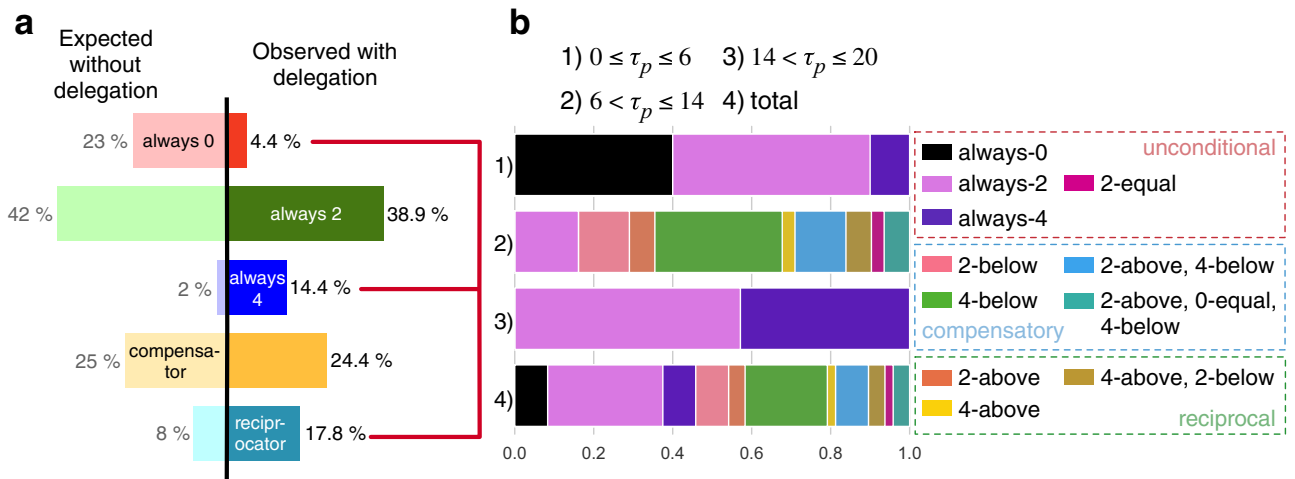 a
Expected
without
delegation
Observed with
delegation
23 %
always 0
4.4 %
42 %
always 2
38.9 %
2 %
always
4
14.4 %
25 %
compensa-
tor
24.4 %
8 %
recipr-
ocator
17.8 %
b
1) 0 ≤ τp ≤ 6 3) 14 < τp ≤ 20
2) 6 < τp ≤ 14 4) total
1)
2)
3)
4)
0.0 0.2 0.4 0.6 0.8 1.0
always-0
unconditional
always-2
2-equal
always-4
2-below
2-above, 4-below
4-below
2-above, 0-equal,
4-below
compensatory
2-above
4-above, 2-below
4-above
reciprocal